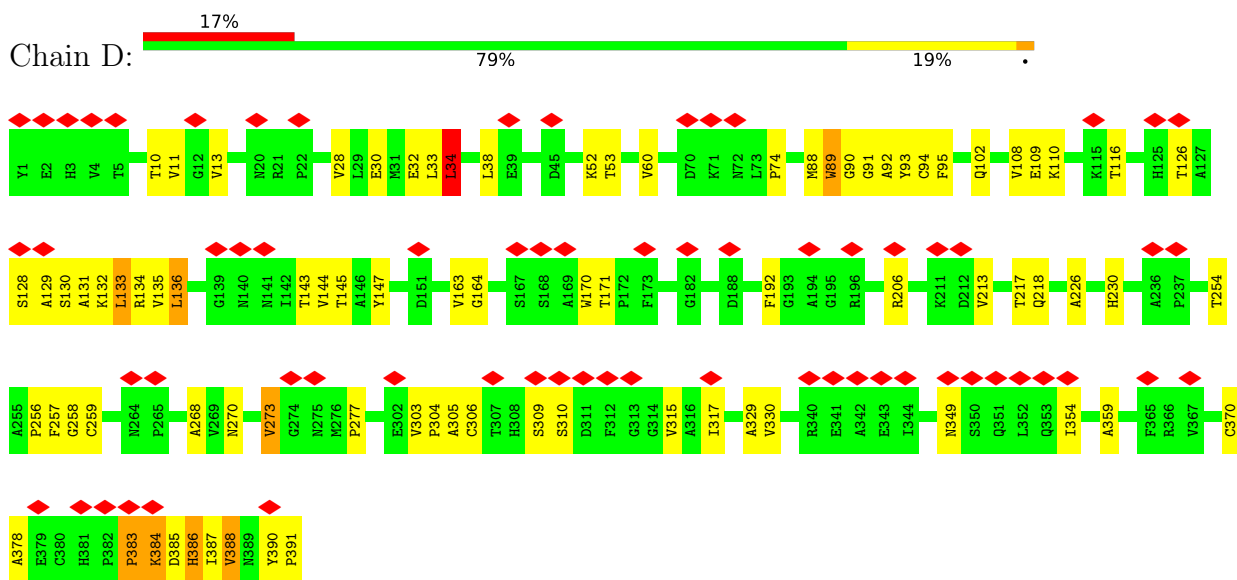 17%
Chain D:
79% 19% •
Y1 E2 H3 V4 T5 T10 V11 G12 V13 N20 R21 P22 V28 L29 E30 M31 E32 L33 L34 L38 E39 D45 K52 T53 V60 D70 K71 N72 L73 P74 M88 W89 G90 G91 A92 Y93 C94 F95 Q102 V108 E109 K110 K115 T116 H125 T126 A127
S128 A129 S130 A131 K132 L133 R134 V135 L136 G139 N140 N141 I142 T143 V144 T145 A146 Y147 D151 V163 G164 S167 S168 A169 W170 T171 P172 F173 G182 D188 F192 G193 A194 G195 R196 R206 K211 D212 V213 T217 Q218 A226 H230 A236 P237 T254
A255 P256 F257 G258 C259 N264 P265 A268 V269 N270 V273 G274 N275 M276 P277 E302 V303 P304 A305 C306 T307 H308 S309 S310 D311 F312 G313 G314 V315 A316 I317 A329 V330 R340 E341 A342 E343 I344 N349 S350 Q351 L352 Q353 I354 A359 F365 R366 V367 C370
A378 E379 C380 H381 P382 P383 K384 D385 H386 I387 V388 N389 Y390 P391